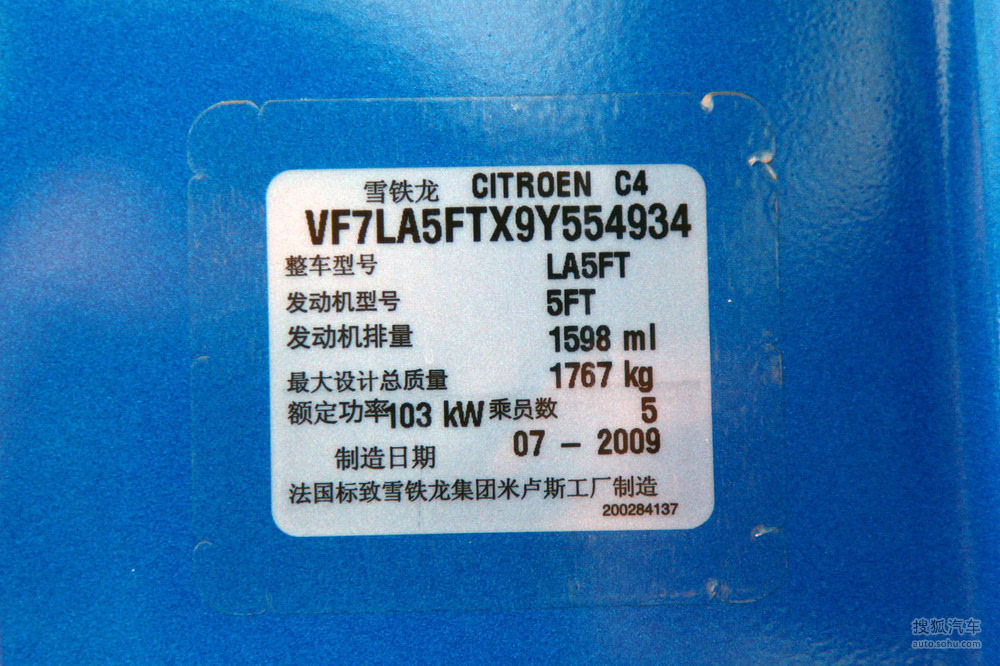 雪铁龙 CITROEN C4
VF7LA5FTX9Y554934
整车型号 LA5FT
发动机型号 5FT
发动机排量 1598 ml
最大设计总质量 1767 kg
额定功率 103 kW 乘员数 5
制造日期 07 - 2009
法国标致雪铁龙集团米卢斯工厂制造
200284137
搜狐汽车
auto.sohu.com